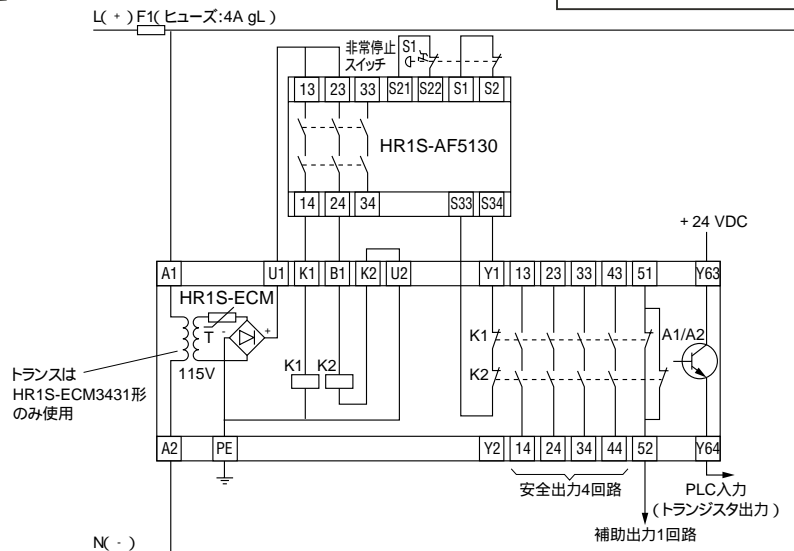 L( + ) F1( ヒューズ:4A gL )
非常停止 S1
スイッチ
13 23 33 S21 S22 S1 S2
HR1S-AF5130
14 24 34 S33 S34
+ 24 VDC
A1 U1 K1 B1 K2 U2 Y1 13 23 33 43 51 Y63
HR1S-ECM
T - +
K1 A1/A2
トランスは 115V K1 K2 K2
HR1S-ECM3431形
のみ使用
A2 PE Y2 14 24 34 44 52 Y64
安全出力4回路 PLC入力
(トランジスタ出力)
補助出力1回路
N( - )